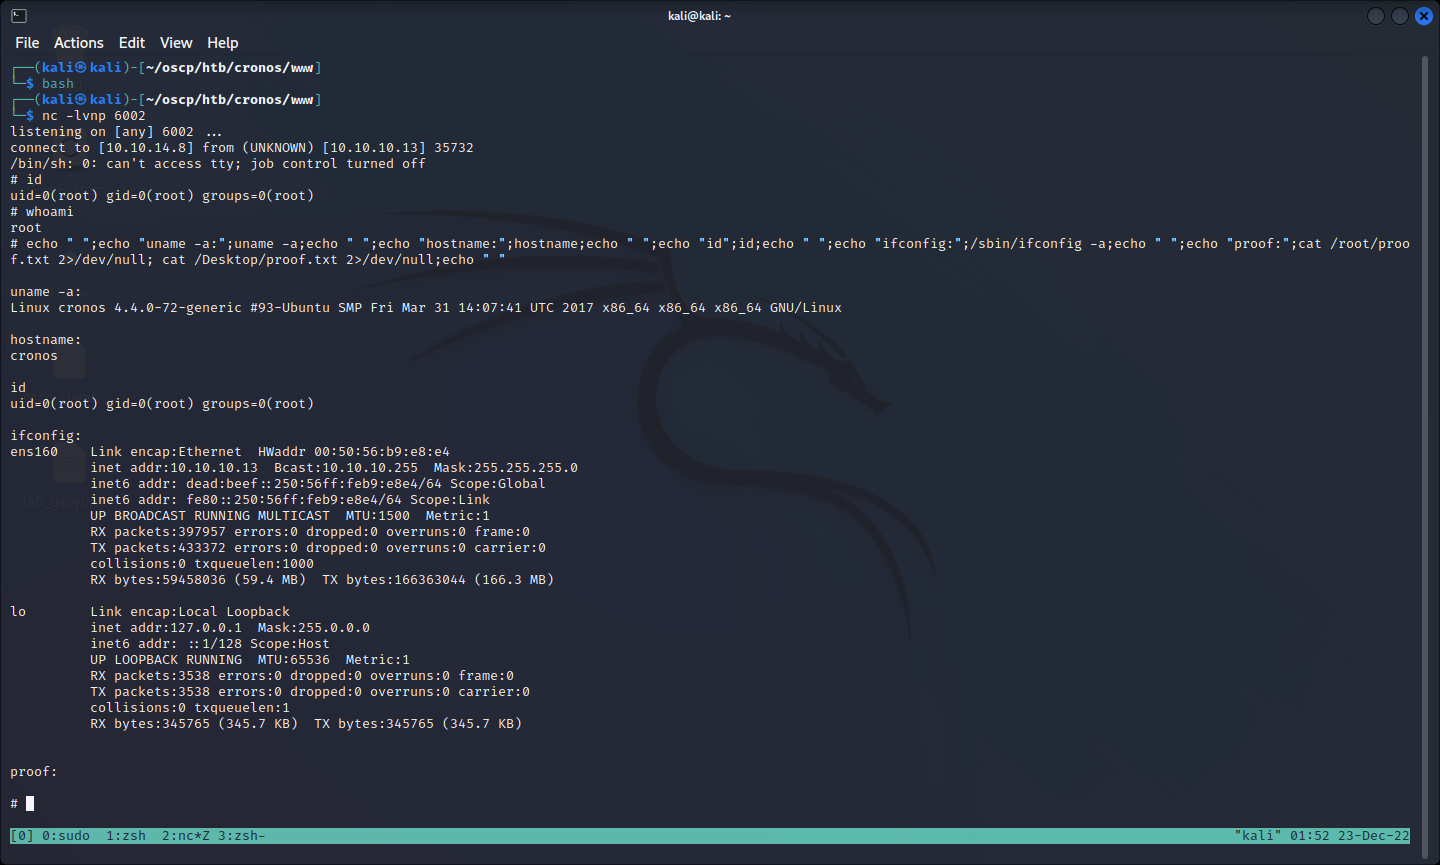 kali@kali: ~
File Actions Edit View Help
┌──(kali㉿kali)-[~/oscp/htb/cronos/www]
└─$ bash
┌──(kali㉿kali)-[~/oscp/htb/cronos/www]
└─$ nc -lvnp 6002
listening on [any] 6002 ...
connect to [10.10.14.8] from (UNKNOWN) [10.10.10.13] 35732
/bin/sh: 0: can't access tty; job control turned off
# id
uid=0(root) gid=0(root) groups=0(root)
# whoami
root
# echo " ";echo "uname -a:";uname -a;echo " ";echo "hostname:";hostname;echo " ";echo "id";id;echo " ";echo "ifconfig:";/sbin/ifconfig -a;echo " ";echo "proof:";cat /root/proo
f.txt 2>/dev/null; cat /Desktop/proof.txt 2>/dev/null;echo " "
uname -a:
Linux cronos 4.4.0-72-generic #93-Ubuntu SMP Fri Mar 31 14:07:41 UTC 2017 x86_64 x86_64 x86_64 GNU/Linux
hostname:
cronos
id
uid=0(root) gid=0(root) groups=0(root)
ifconfig:
ens160    Link encap:Ethernet  HWaddr 00:50:56:b9:e8:e4
inet addr:10.10.10.13  Bcast:10.10.10.255  Mask:255.255.255.0
inet6 addr: dead:beef::250:56ff:feb9:e8e4/64 Scope:Global
inet6 addr: fe80::250:56ff:feb9:e8e4/64 Scope:Link
UP BROADCAST RUNNING MULTICAST  MTU:1500  Metric:1
RX packets:397957 errors:0 dropped:0 overruns:0 frame:0
TX packets:433372 errors:0 dropped:0 overruns:0 carrier:0
collisions:0 txqueuelen:1000
RX bytes:59458036 (59.4 MB)  TX bytes:166363044 (166.3 MB)
lo        Link encap:Local Loopback
inet addr:127.0.0.1  Mask:255.0.0.0
inet6 addr: ::1/128 Scope:Host
UP LOOPBACK RUNNING  MTU:65536  Metric:1
RX packets:3538 errors:0 dropped:0 overruns:0 frame:0
TX packets:3538 errors:0 dropped:0 overruns:0 carrier:0
collisions:0 txqueuelen:1
RX bytes:345765 (345.7 KB)  TX bytes:345765 (345.7 KB)
proof:
#
[0] 0:sudo  1:zsh  2:nc*Z 3:zsh- "kali" 01:52 23-Dec-22